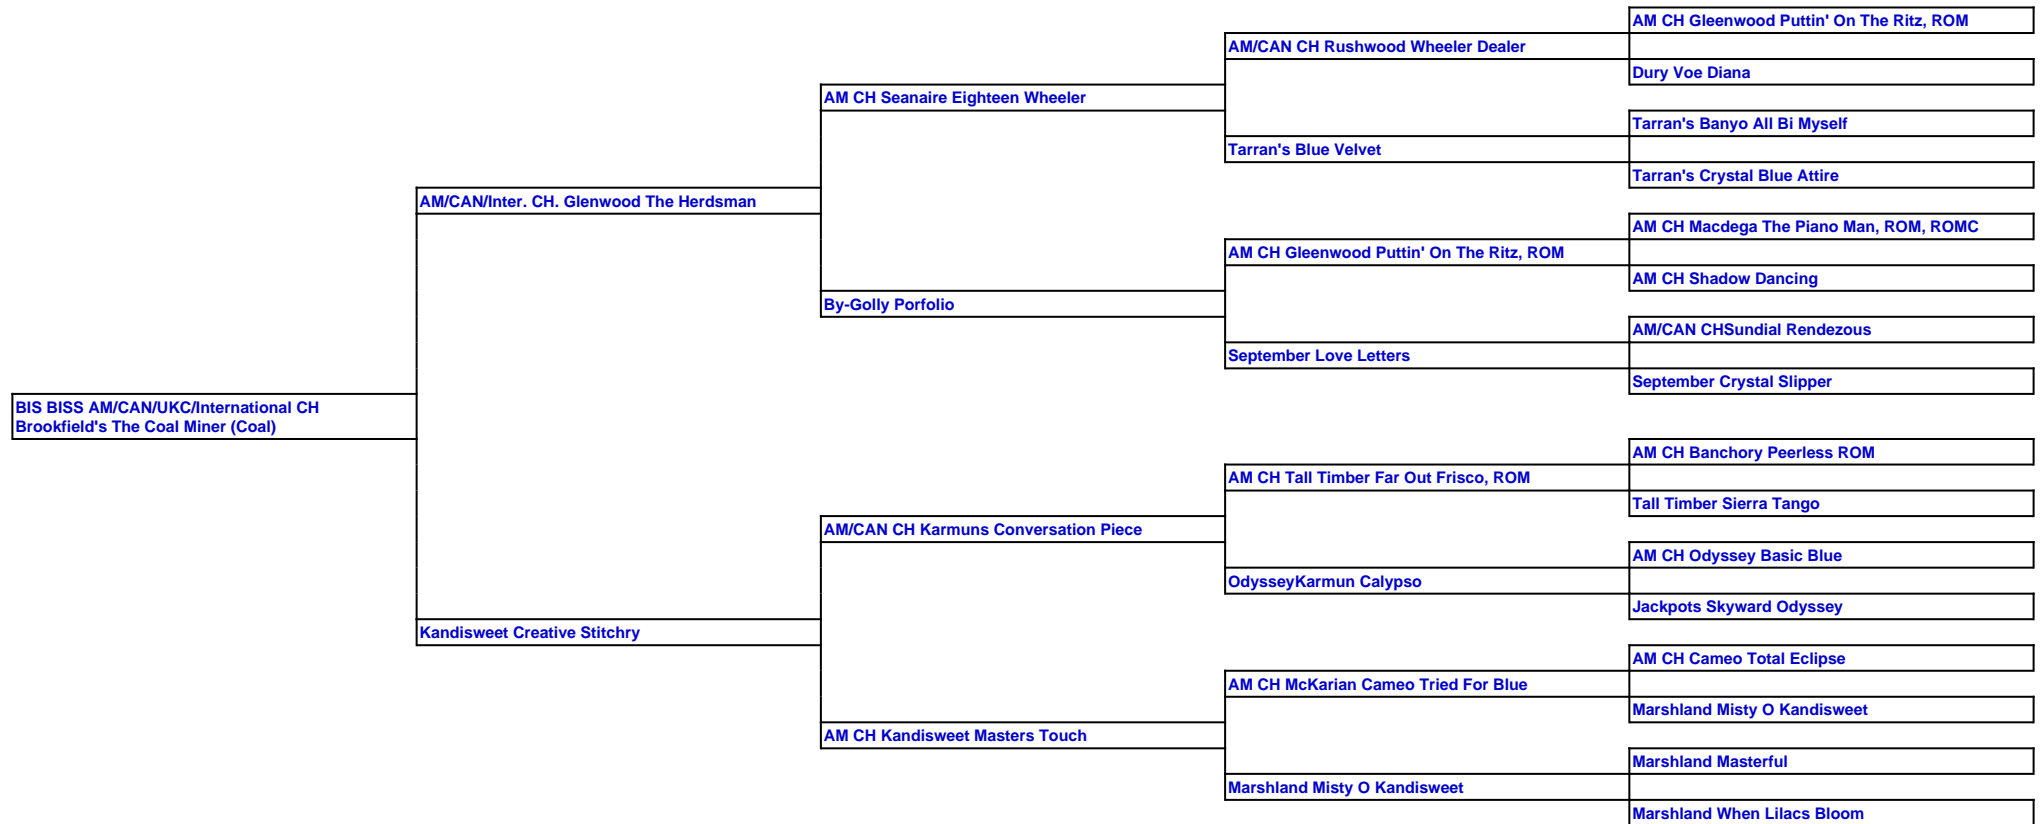 AM CH Gleenwood Puttin' On The Ritz, ROM
AM/CAN CH Rushwood Wheeler Dealer
Dury Voe Diana
AM CH Seanaire Eighteen Wheeler
Tarran's Banyo All Bi Myself
Tarran's Blue Velvet
Tarran's Crystal Blue Attire
AM/CAN/Inter. CH. Glenwood The Herdsman
AM CH Macdega The Piano Man, ROM, ROMC
AM CH Gleenwood Puttin' On The Ritz, ROM
AM CH Shadow Dancing
By-Golly Porfolio
AM/CAN CHSundial Rendezous
September Love Letters
September Crystal Slipper
BIS BISS AM/CAN/UKC/International CH
Brookfield's The Coal Miner (Coal)
AM CH Banchory Peerless ROM
AM CH Tall Timber Far Out Frisco, ROM
Tall Timber Sierra Tango
AM/CAN CH Karmuns Conversation Piece
AM CH Odyssey Basic Blue
OdysseyKarmun Calypso
Jackpots Skyward Odyssey
Kandisweet Creative Stitchry
AM CH Cameo Total Eclipse
AM CH McKarian Cameo Tried For Blue
Marshland Misty O Kandisweet
AM CH Kandisweet Masters Touch
Marshland Masterful
Marshland Misty O Kandisweet
Marshland When Lilacs Bloom